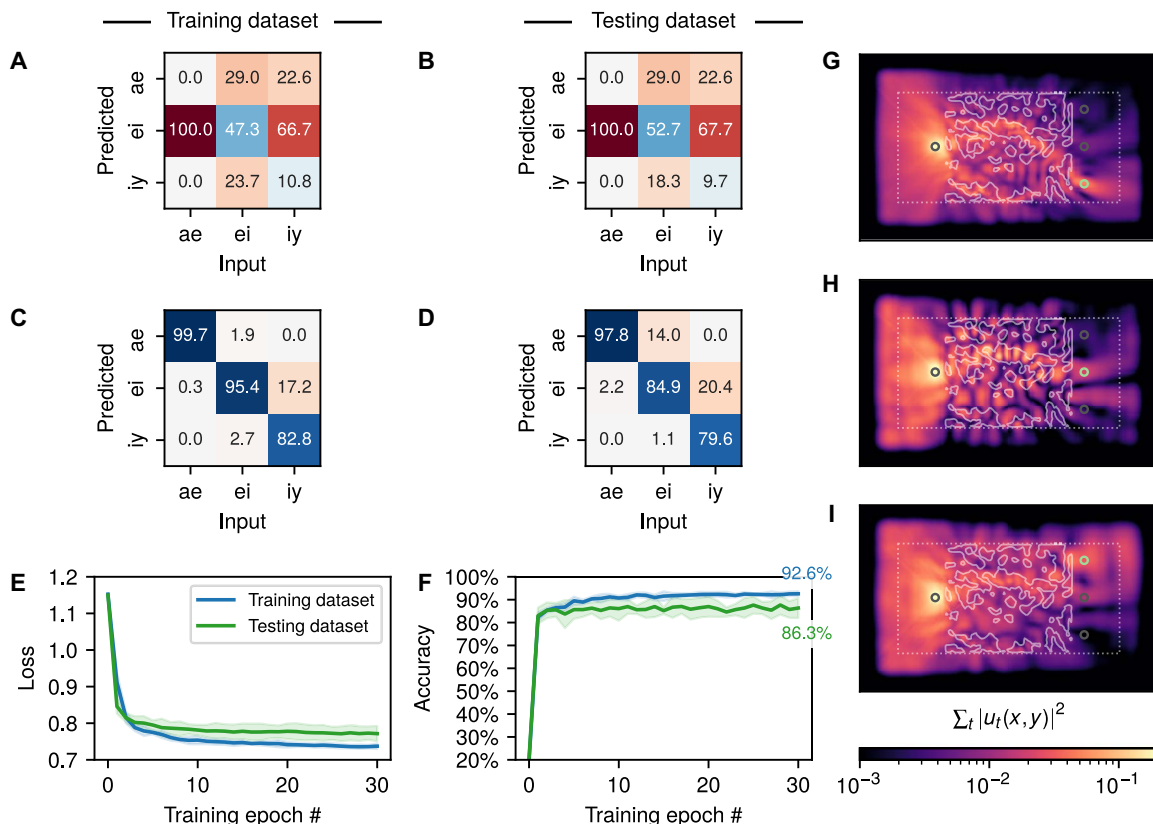 Training dataset
Testing dataset
A
Predicted
ae
ei
iy
0.0 29.0 22.6
100.0 47.3 66.7
0.0 23.7 10.8
ae ei iy
Input
B
Predicted
ae
ei
iy
0.0 29.0 22.6
100.0 52.7 67.7
0.0 18.3 9.7
ae ei iy
Input
G
C
Predicted
ae
ei
iy
99.7 1.9 0.0
0.3 95.4 17.2
0.0 2.7 82.8
ae ei iy
Input
D
Predicted
ae
ei
iy
97.8 14.0 0.0
2.2 84.9 20.4
0.0 1.1 79.6
ae ei iy
Input
H
E
Loss
1.2
1.1
1.0
0.9
0.8
0.7
Training dataset
Testing dataset
0 10 20 30
Training epoch #
F
Accuracy
100%
90%
80%
70%
60%
50%
40%
30%
20%
92.6%
86.3%
0 10 20 30
Training epoch #
I
∑ₜ |uₜ(x, y)|²
10⁻³ 10⁻² 10⁻¹